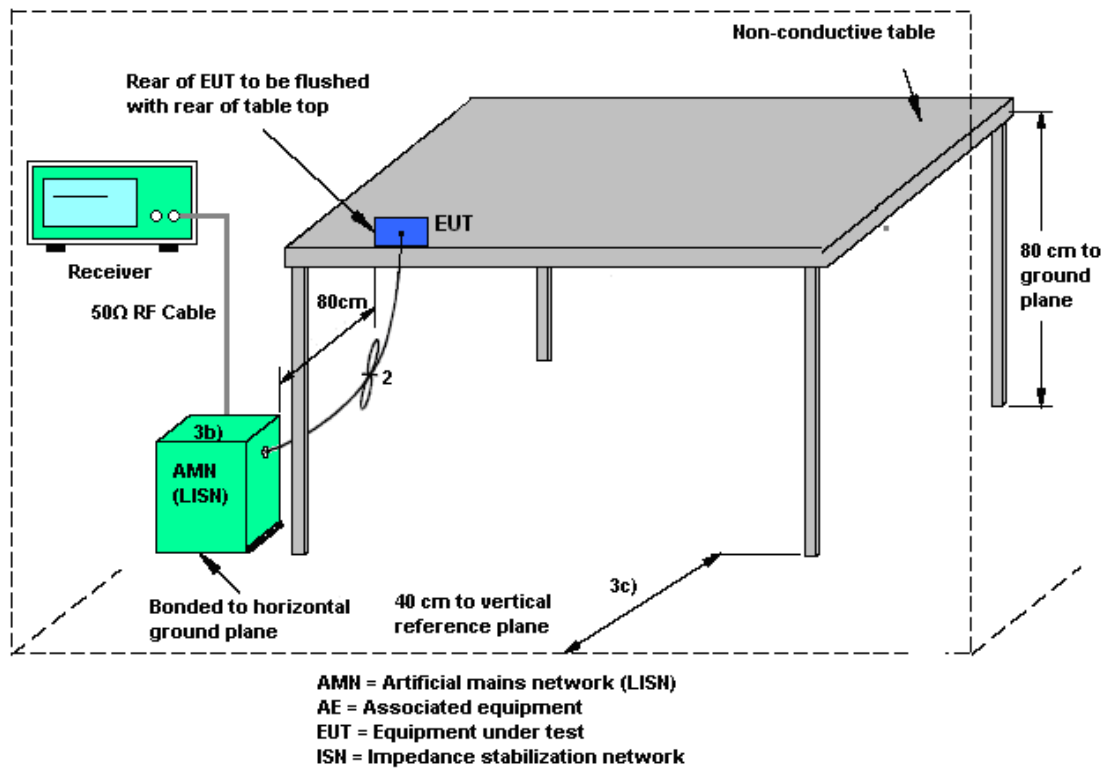 Non-conductive table
Rear of EUT to be flushed
with rear of table top
EUT
Receiver
80cm
80 cm to
ground
plane
50Ω RF Cable
2
3b)
AMN
(LISN)
3c)
Bonded to horizontal
ground plane
40 cm to vertical
reference plane
AMN = Artificial mains network (LISN)
AE = Associated equipment
EUT = Equipment under test
ISN = Impedance stabilization network